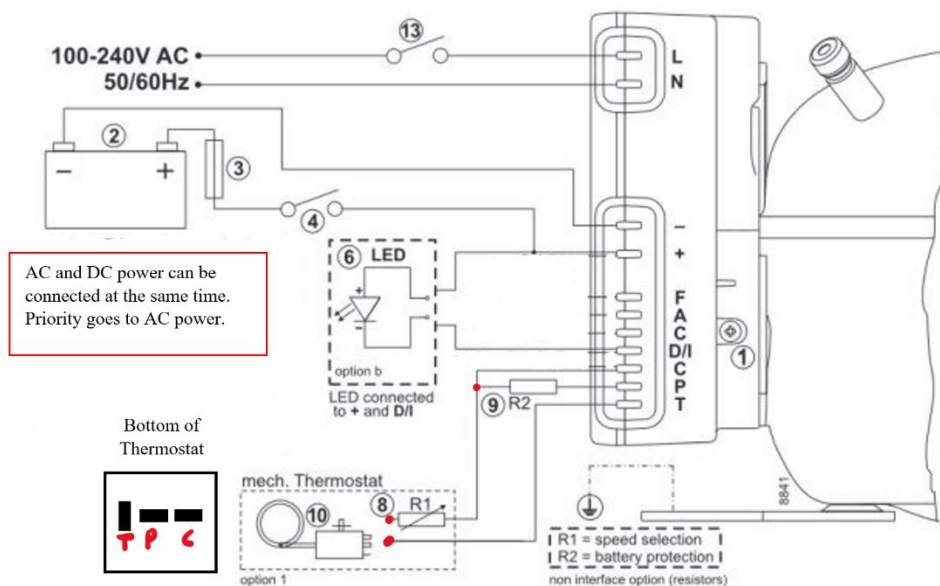 13
100-240V AC
L
50/60Hz
N
2
3
4
- +
-
+
6 LED
+
-
option b
LED connected
to + and D/I
F
A
C
D/I
C
P
T
1
9 R2
AC and DC power can be
connected at the same time.
Priority goes to AC power.
Bottom of
Thermostat
T P C
mech. Thermostat
8 R1
10
option 1
8841
R1 = speed selection
R2 = battery protection
non interface option (resistors)